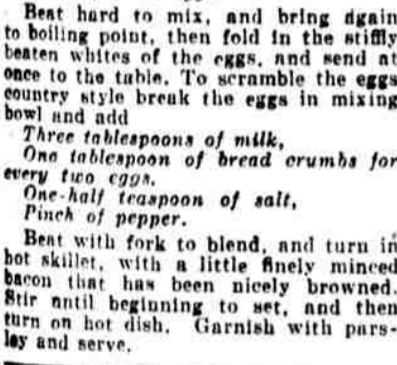 Beat hard to mix, and bring again
to boiling point, then fold in the stiffly
beaten whites of the eggs, and send at
once to the table. To scramble the eggs
country style break the eggs in mixing
bowl and add
Three tablespoons of milk,
One tablespoon of bread crumbs for
every two eggs.
One-half teaspoon of salt,
Pinch of pepper.
Beat with fork to blend, and turn in
hot skillet, with a little finely minced
bacon that has been nicely browned.
Stir until beginning to set, and then
turn on hot dish. Garnish with pars-
ley and serve.